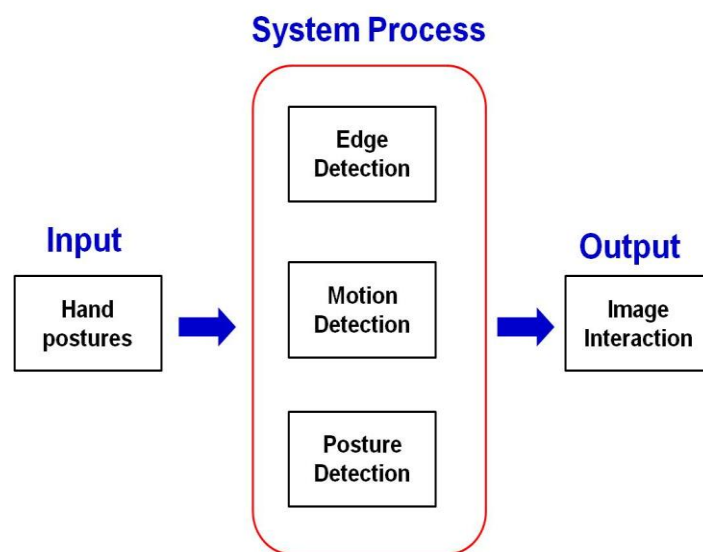 System Process
Edge
Detection
Input
Output
Hand
postures
Motion
Detection
Image
Interaction
Posture
Detection